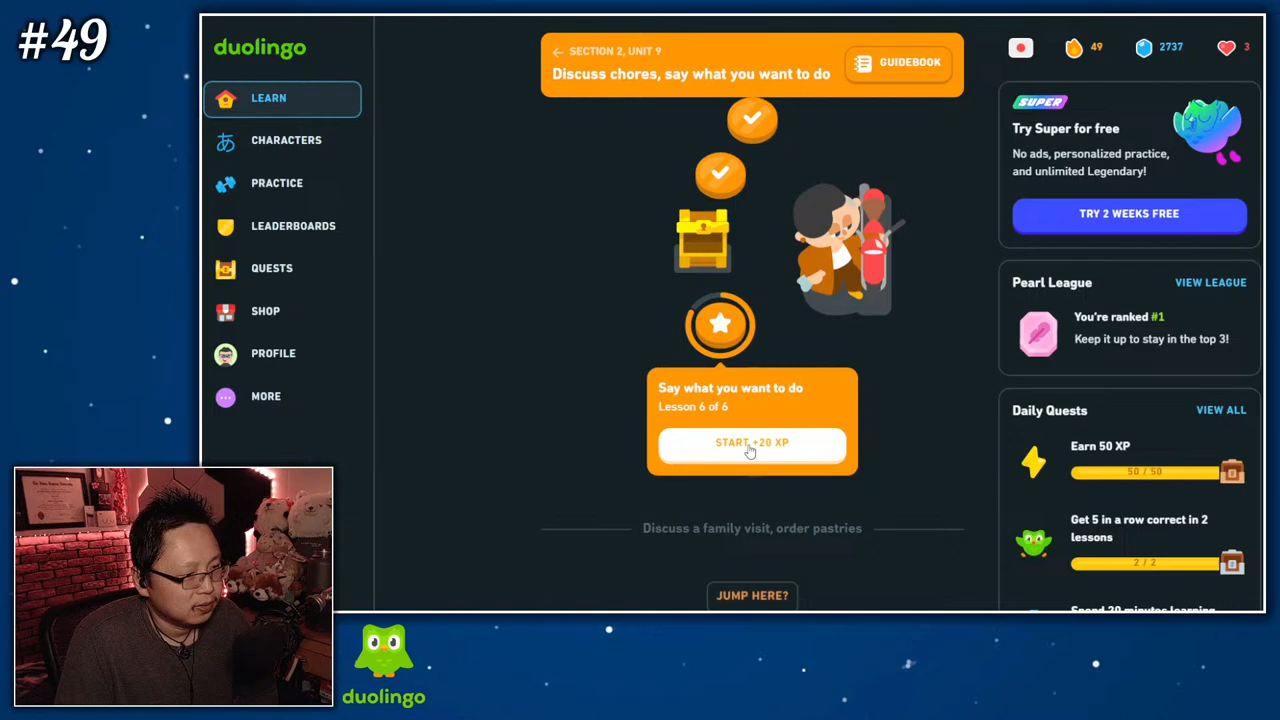 #49
duolingo
LEARN
あ
CHARACTERS
PRACTICE
LEADERBOARDS
QUESTS
SHOP
PROFILE
MORE
SECTION 2, UNIT 9
Discuss chores, say what you want to do
GUIDEBOOK
Say what you want to do
Lesson 6 of 6
START +20 XP
Discuss a family visit, order pastries
JUMP HERE?
49
2737
3
SUPER
Try Super for free
No ads, personalized practice,
and unlimited Legendary!
TRY 2 WEEKS FREE
Pearl League
VIEW LEAGUE
You're ranked #1
Keep it up to stay in the top 3!
Daily Quests
VIEW ALL
Earn 50 XP
50 / 50
Get 5 in a row correct in 2
lessons
2 / 2
Spend 20 minutes learning
duolingo